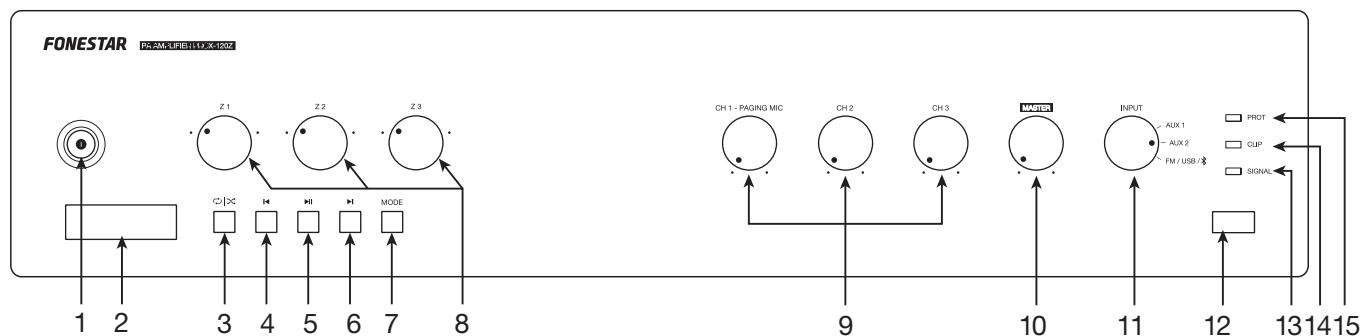 FONESTAR PA AMPLIFIER MOX-120Z
Z 1 Z 2 Z 3 CH 1 - PAGING MIC CH 2 CH 3 MASTER INPUT
AUX 1
AUX 2
FM / USB /
PROT
CLIP
SIGNAL
MODE
1 2 3 4 5 6 7 8 9 10 11 12 13 14 15